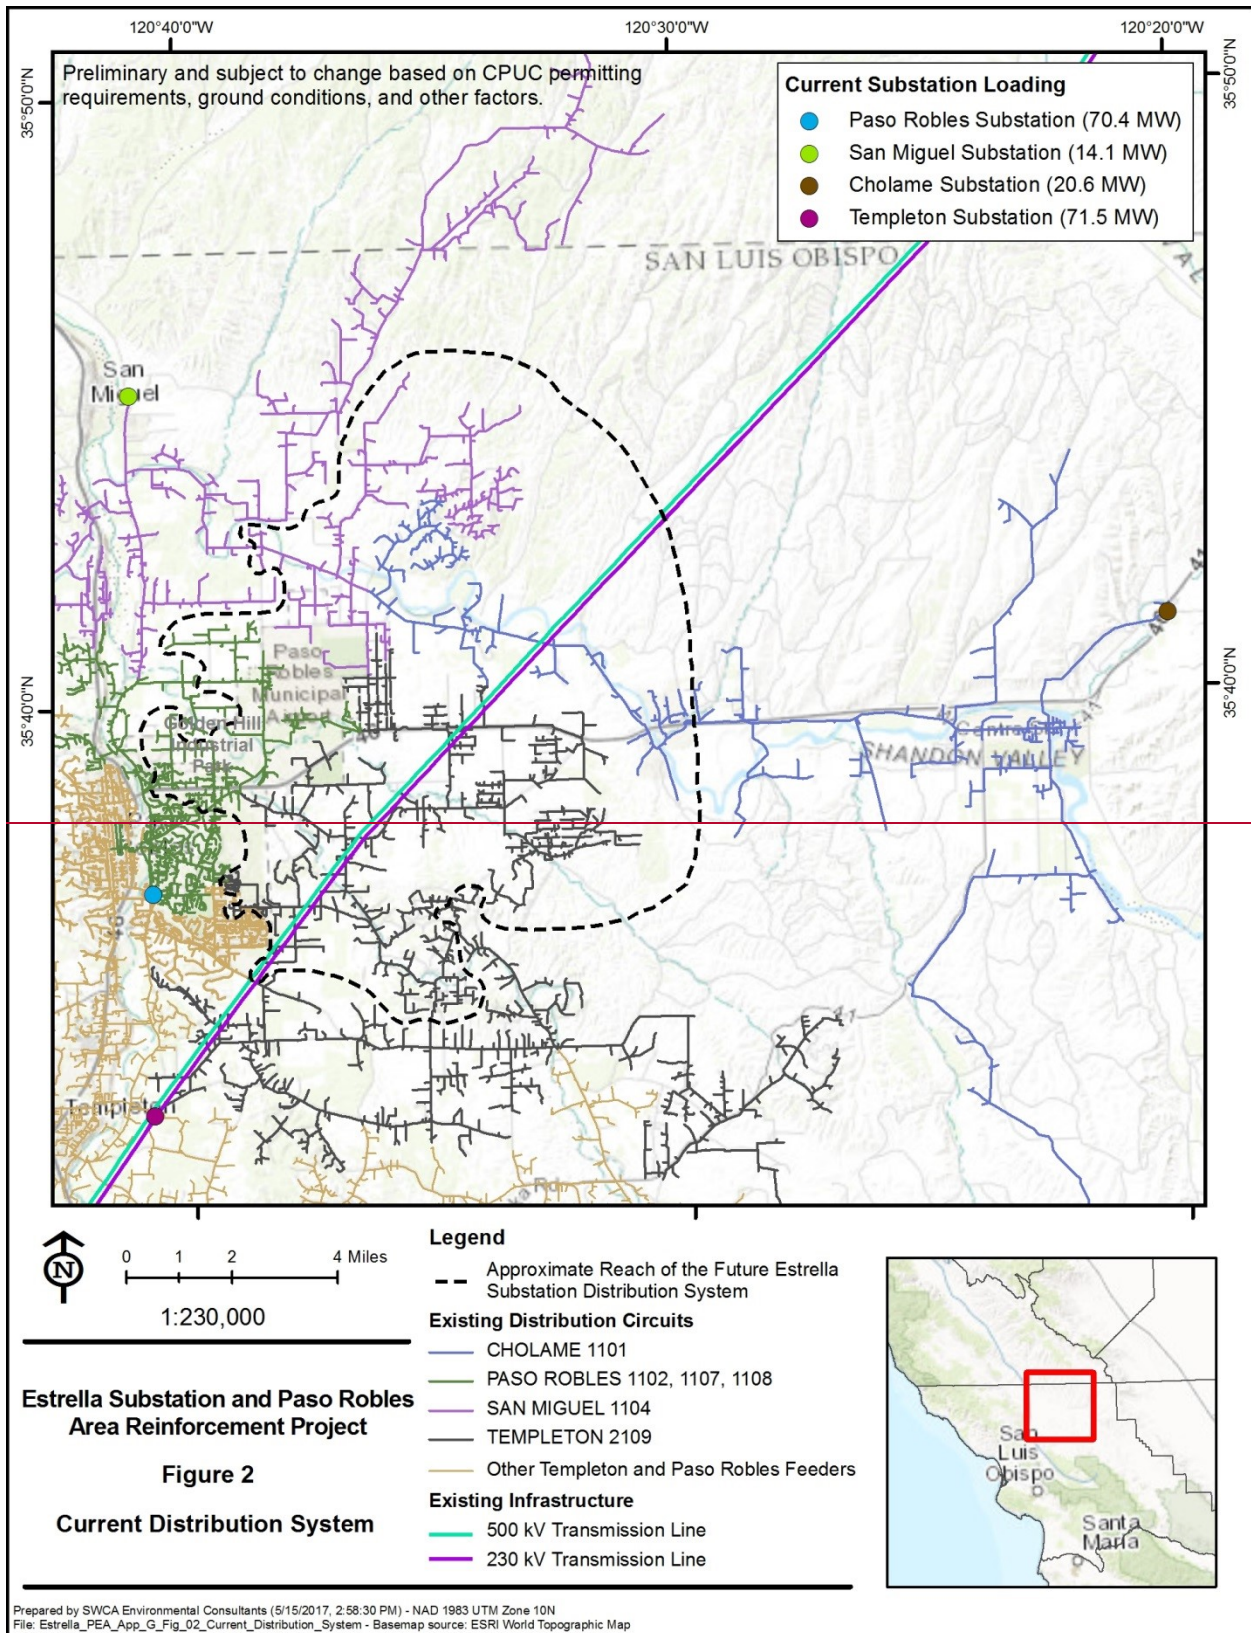 120°40'0"W
120°30'0"W
120°20'0"W
Preliminary and subject to change based on CPUC permitting
requirements, ground conditions, and other factors.
Current Substation Loading
Paso Robles Substation (70.4 MW)
San Miguel Substation (14.1 MW)
Cholame Substation (20.6 MW)
Templeton Substation (71.5 MW)
35°50'0"N
35°50'0"N
SAN LUIS OBISPO
San
Miguel
41
46
Paso
Robles
Municipal
Airport
35°40'0"N
35°40'0"N
Golden Hill
Industrial
Park
46
41
SHANDON VALLEY
41
Templeton
0 1 2 4 Miles
N
1:230,000
Estrella Substation and Paso Robles
Area Reinforcement Project
Figure 2
Current Distribution System
Legend
Approximate Reach of the Future Estrella
Substation Distribution System
Existing Distribution Circuits
CHOLAME 1101
PASO ROBLES 1102, 1107, 1108
SAN MIGUEL 1104
TEMPLETON 2109
Other Templeton and Paso Robles Feeders
Existing Infrastructure
500 kV Transmission Line
230 kV Transmission Line
San
Luis
Obispo
Santa
Maria
Prepared by SWCA Environmental Consultants (5/15/2017, 2:58:30 PM) - NAD 1983 UTM Zone 10N
File: Estrella_PEA_App_G_Fig_02_Current_Distribution_System - Basemap source: ESRI World Topographic Map